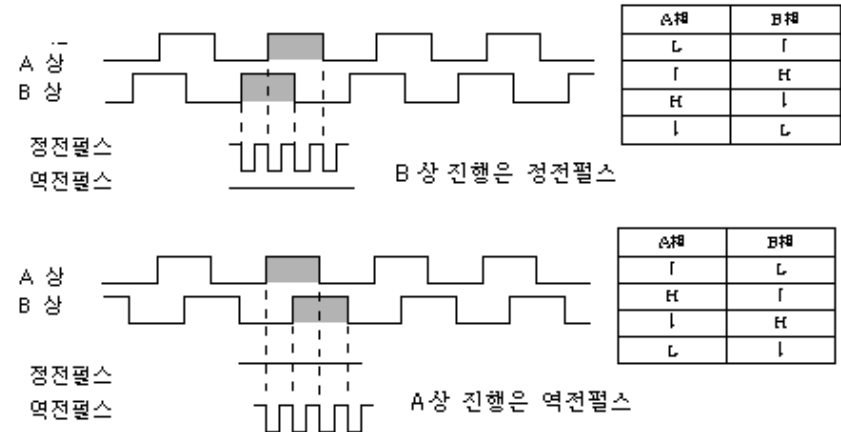 A相 B相
A 상
B 상
L
H
H
L
정전펄스
역전펄스
B 상 진행은 정전펄스
A相 B相
A 상
B 상
L
H
H
L
정전펄스
역전펄스
A상 진행은 역전펄스